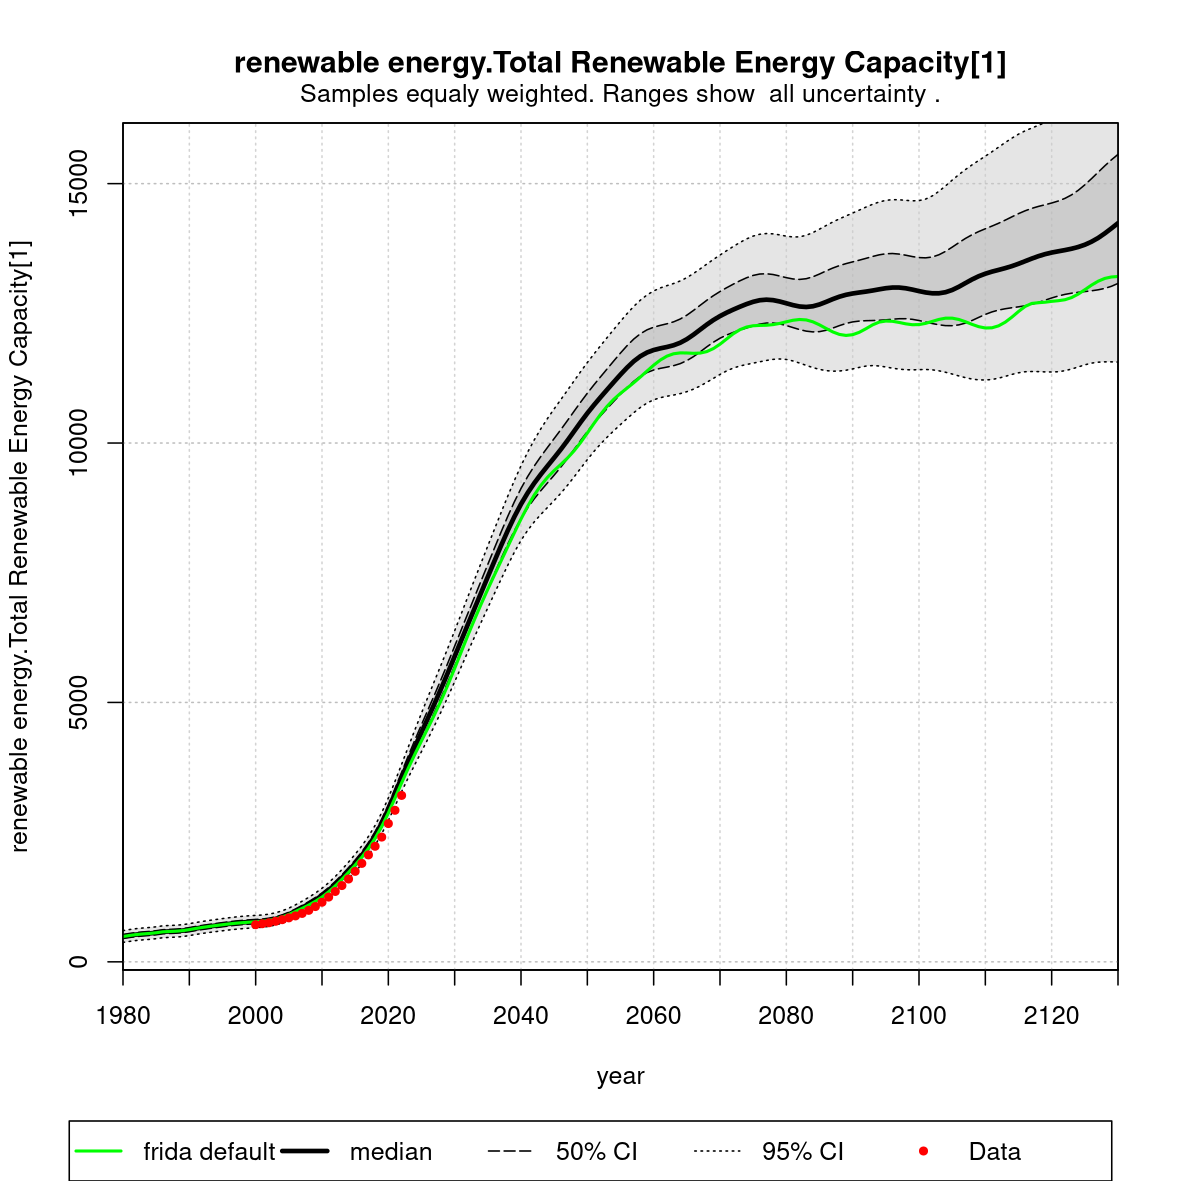 renewable energy.Total Renewable Energy Capacity[1]
Samples equaly weighted. Ranges show  all uncertainty .
renewable energy.Total Renewable Energy Capacity[1]
15000
10000
5000
0
1980 2000 2020 2040 2060 2080 2100 2120
year
frida default median 50% CI 95% CI Data